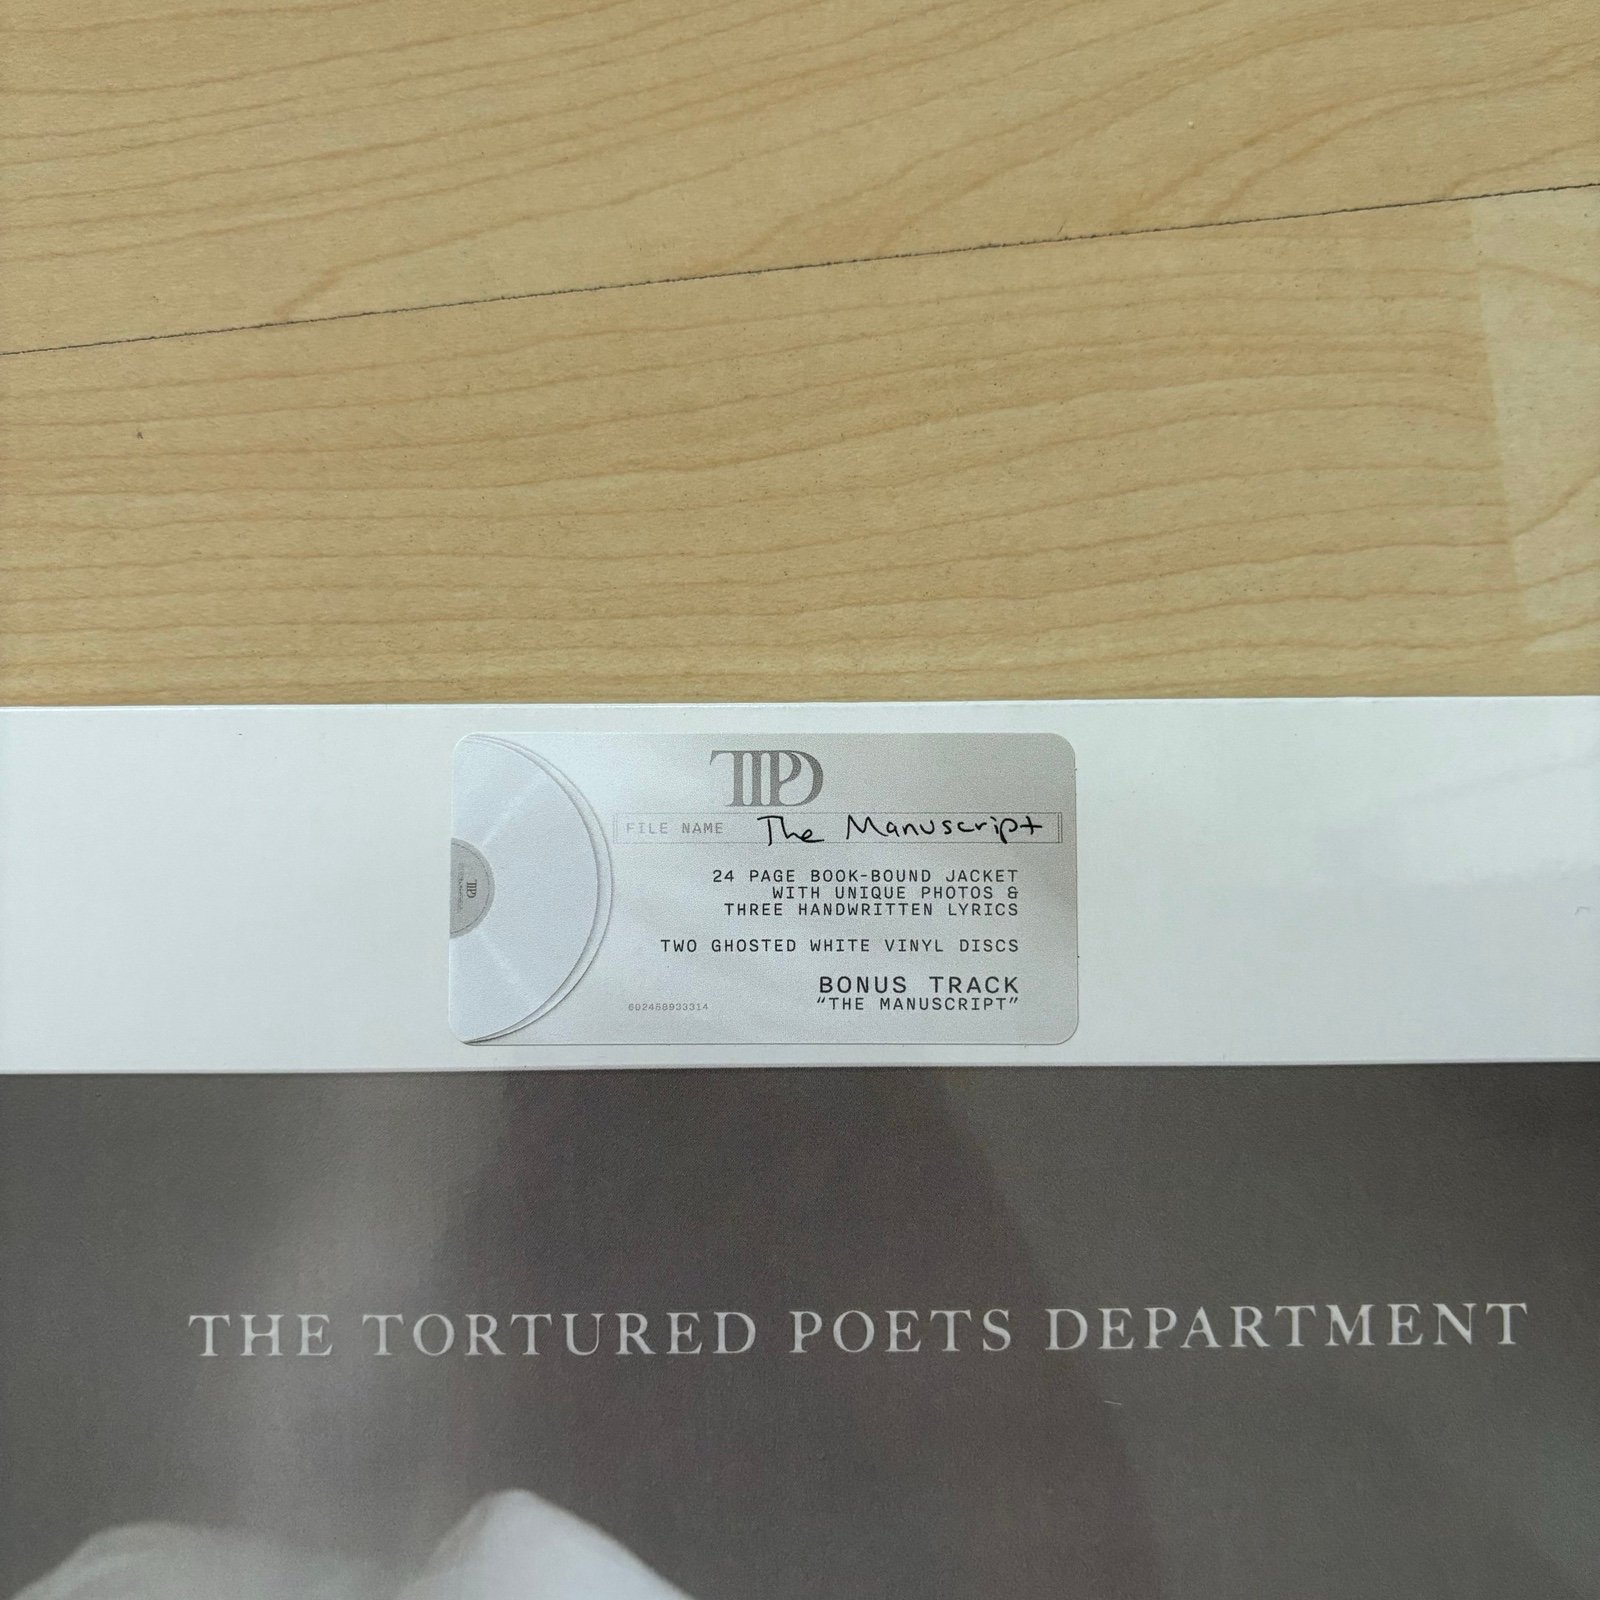 TTPD
FILE NAME The Manuscript
24 PAGE BOOK-BOUND JACKET
WITH UNIQUE PHOTOS &
THREE HANDWRITTEN LYRICS
TWO GHOSTED WHITE VINYL DISCS
BONUS TRACK
“THE MANUSCRIPT”
602458933314
THE TORTURED POETS DEPARTMENT